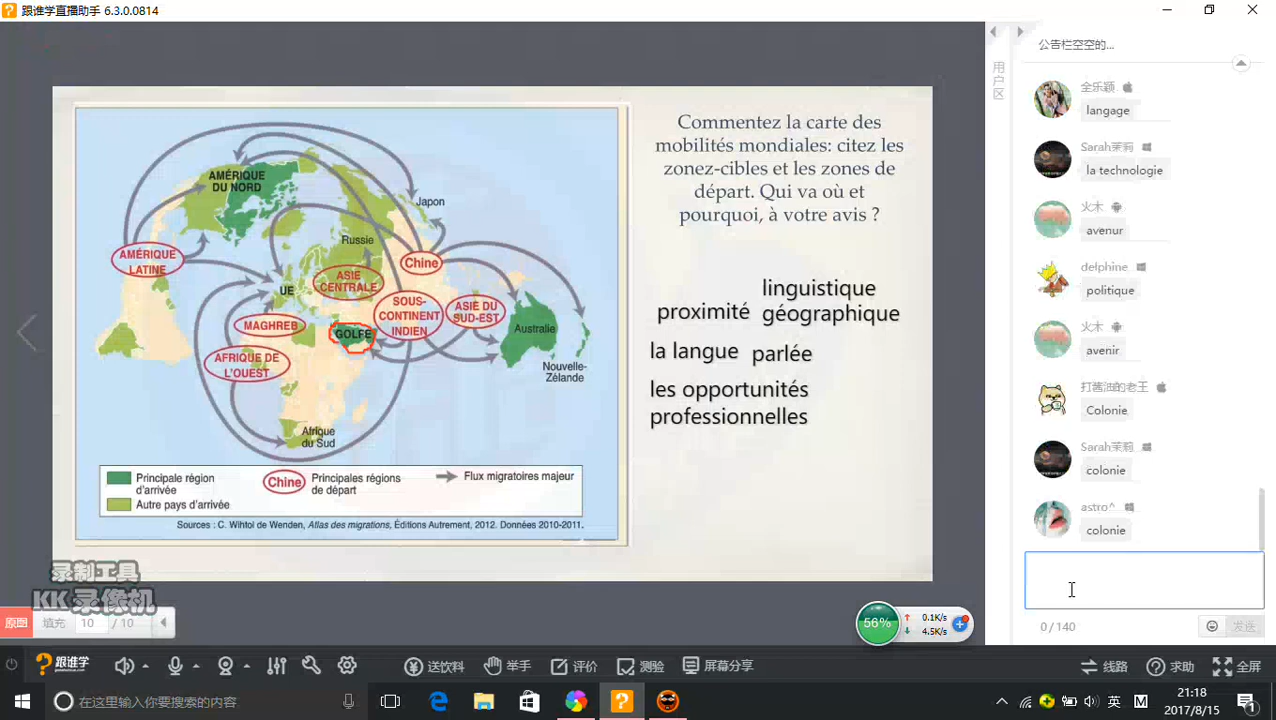 跟谁学直播助手 6.3.0.0814
公告栏空空的...
用户区
AMÉRIQUE
DU NORD
Japon
Russie
AMÉRIQUE
LATINE
Chine
ASIE
CENTRALE
UE
SOUS-
CONTINENT
INDIEN
ASIE DU
SUD-EST
MAGHREB
GOLFE
Australie
AFRIQUE DE
L'OUEST
Nouvelle-
Zélande
Afrique
du Sud
Principale région
d'arrivée
Autre pays d'arrivée
Chine
Principales régions
de départ
Flux migratoires majeur
Sources : C. Wihtol de Wenden, Atlas des migrations, Éditions Autrement, 2012. Données 2010-2011.
Commentez la carte des
mobilités mondiales: citez les
zonez-cibles et les zones de
départ. Qui va où et
pourquoi, à votre avis ?
linguistique
proximité géographique
la langue parlée
les opportunités
professionnelles
全乐颖
langage
Sarah茉莉
la technologie
火木
avenur
delphine
politique
火木
avenir
打酱油的老王
Colonie
Sarah茉莉
colonie
astro^
colonie
0 / 140
发送
录制工具
KK 录像机
原图 填充 10 / 10
56%
0.1K/s
4.5K/s
跟谁学
送饮料
举手
评价
测验
屏幕分享
线路
求助
全屏
在这里输入你要搜索的内容
英
M
21:18
2017/8/15
1